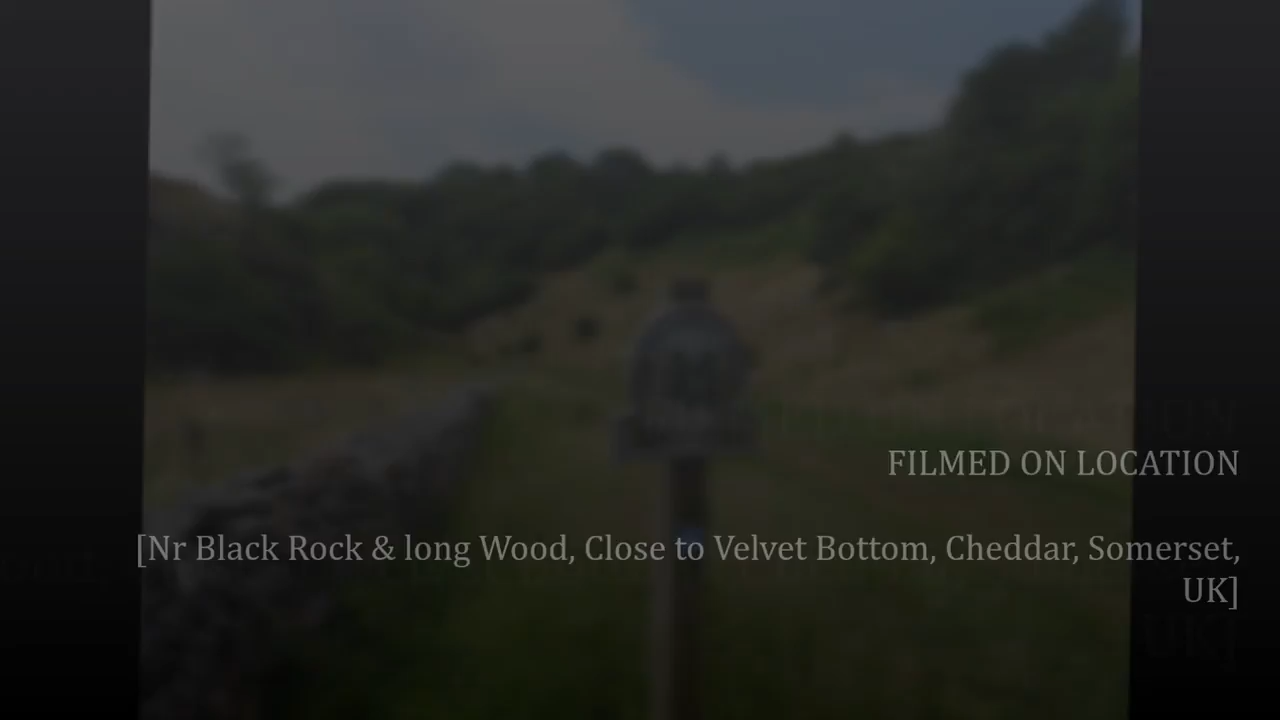 FILMED ON LOCATION
[Nr Black Rock & long Wood, Close to Velvet Bottom, Cheddar, Somerset,
UK]